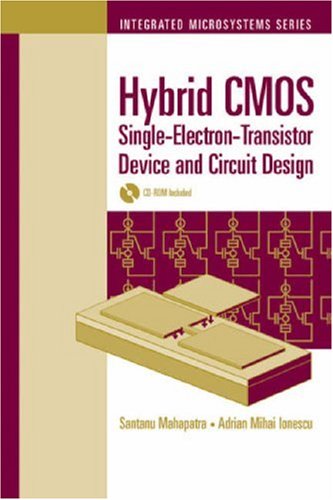 INTEGRATED MICROSYSTEMS SERIES
Hybrid CMOS
Single-Electron-Transistor
Device and Circuit Design
CD-ROM Included
Santanu Mahapatra • Adrian Mihai Ionescu